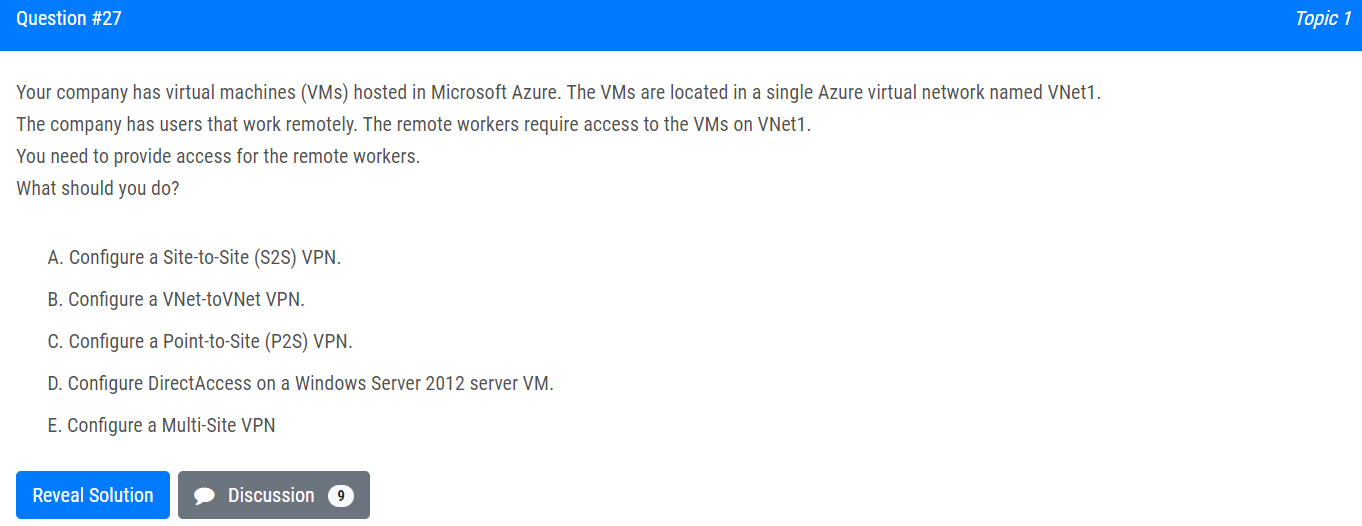 Question #27
Topic 1
Your company has virtual machines (VMs) hosted in Microsoft Azure. The VMs are located in a single Azure virtual network named VNet1.
The company has users that work remotely. The remote workers require access to the VMs on VNet1.
You need to provide access for the remote workers.
What should you do?
A. Configure a Site-to-Site (S2S) VPN.
B. Configure a VNet-toVNet VPN.
C. Configure a Point-to-Site (P2S) VPN.
D. Configure DirectAccess on a Windows Server 2012 server VM.
E. Configure a Multi-Site VPN
Reveal Solution
Discussion 9